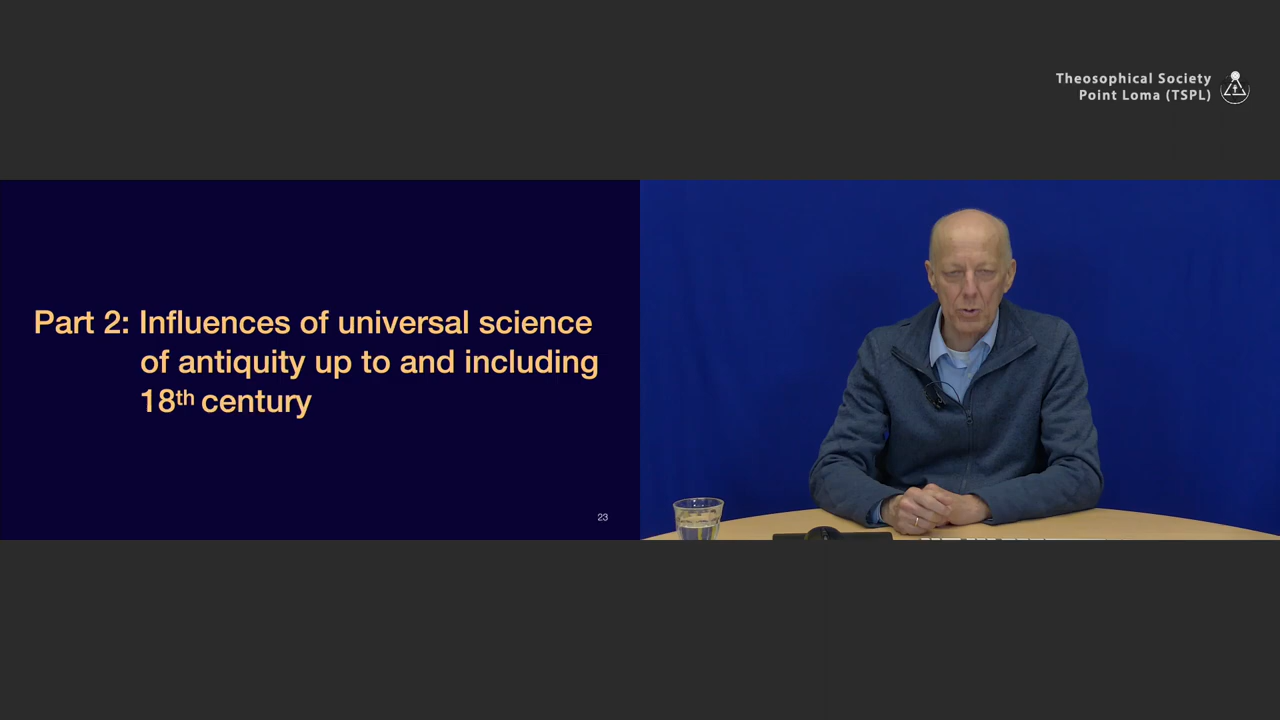 Theosophical Society
Point Loma (TSPL)
Part 2: Influences of universal science
of antiquity up to and including
18th century
23